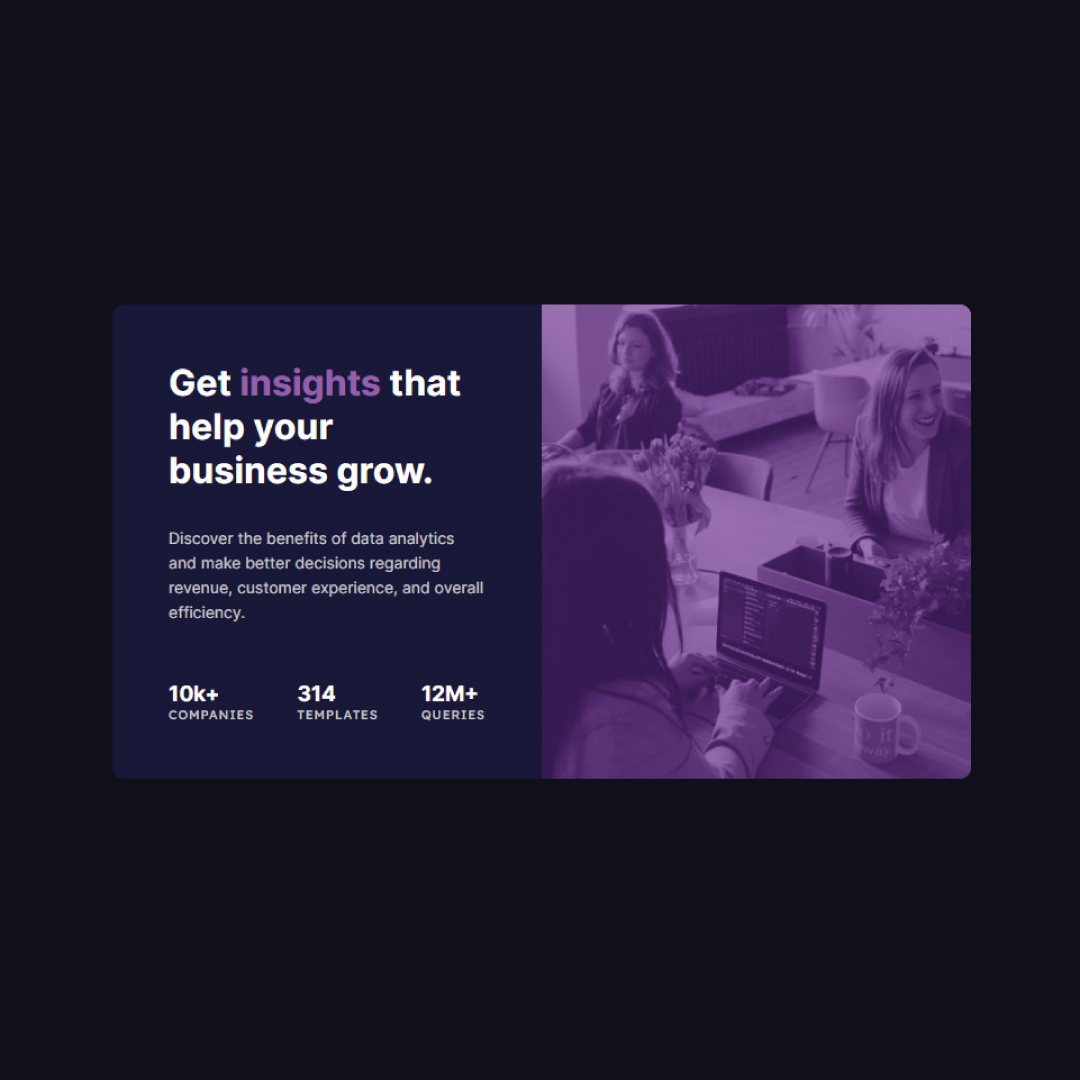 Get insights that
help your
business grow.
Discover the benefits of data analytics
and make better decisions regarding
revenue, customer experience, and overall
efficiency.
10k+ 314 12M+
COMPANIES TEMPLATES QUERIES